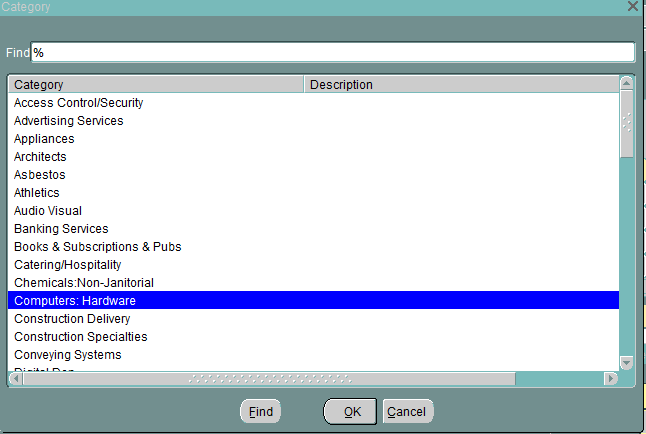 Category
Find %
Category Description
Access Control/Security
Advertising Services
Appliances
Architects
Asbestos
Athletics
Audio Visual
Banking Services
Books & Subscriptions & Pubs
Catering/Hospitality
Chemicals:Non-Janitorial
Computers: Hardware
Construction Delivery
Construction Specialties
Conveying Systems
Find OK Cancel